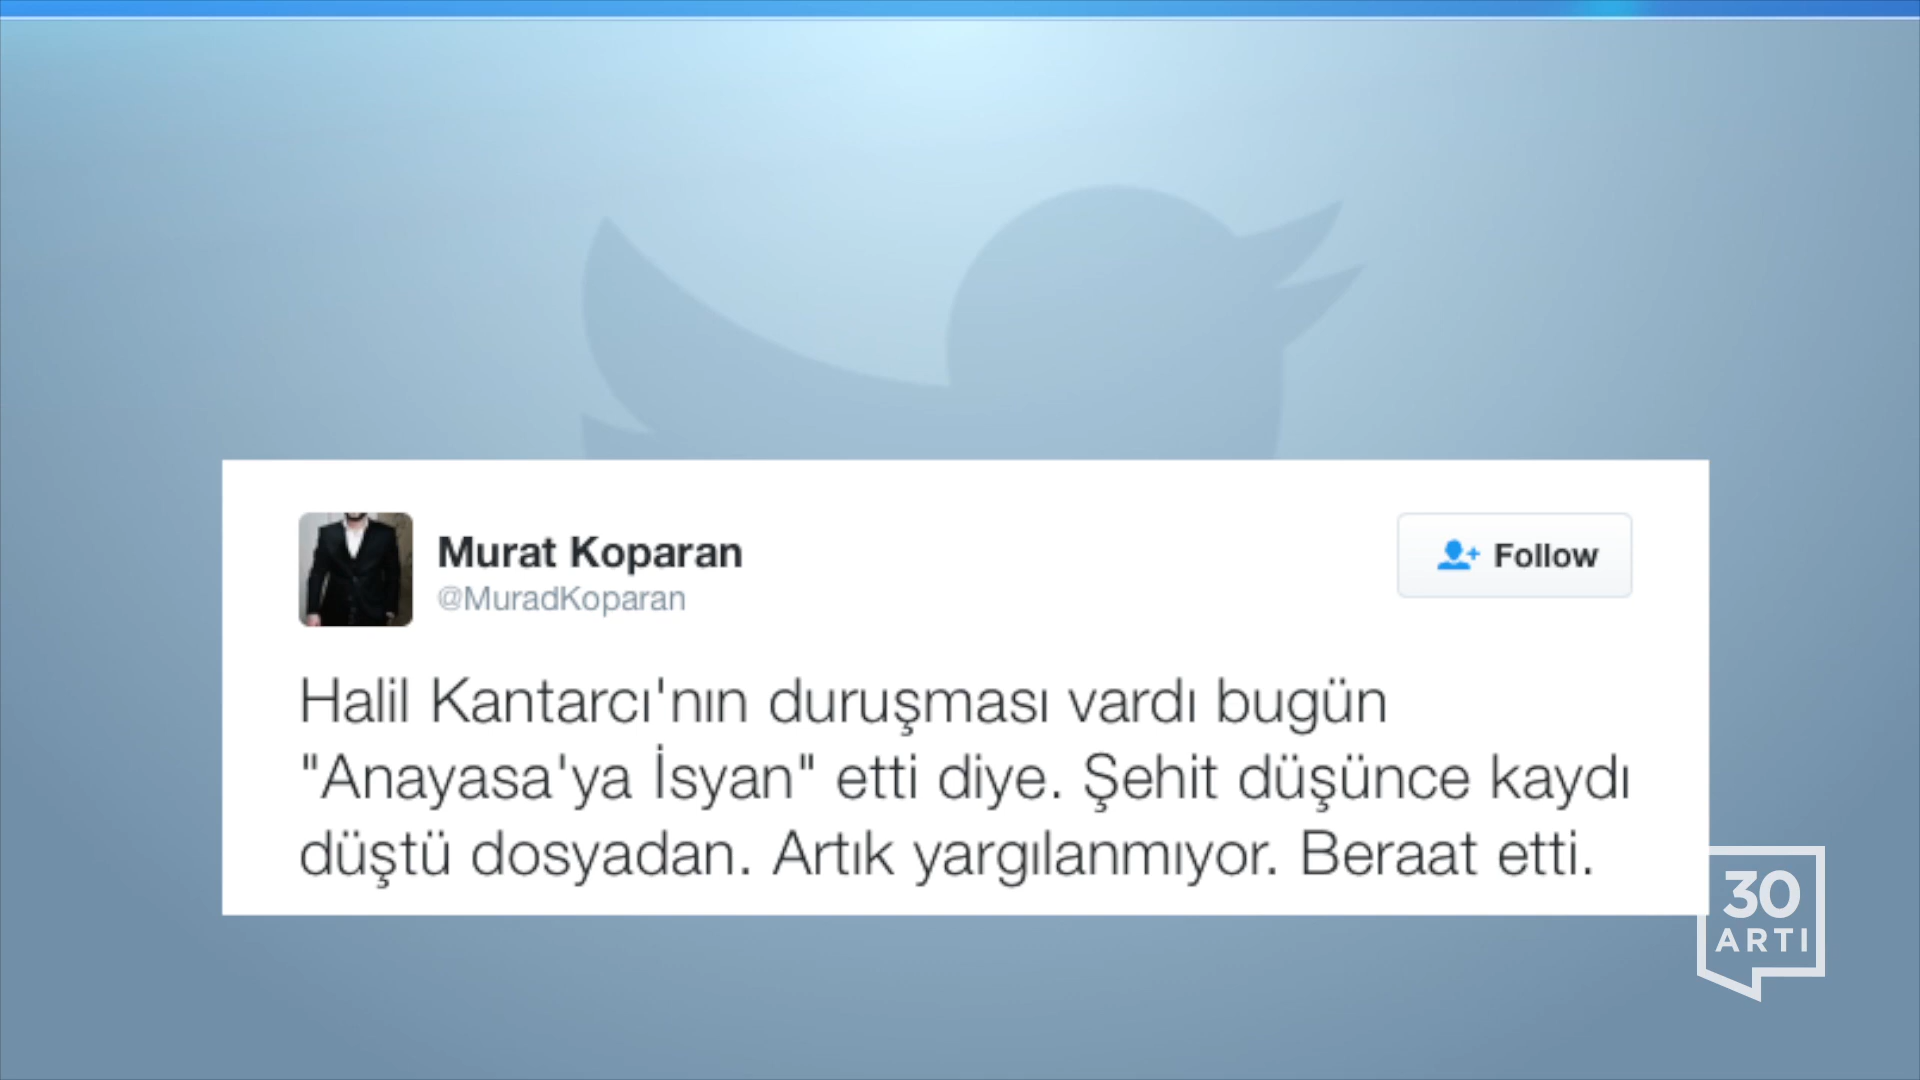 Murat Koparan
@MuradKoparan
Follow
Halil Kantarcı'nın duruşması vardı bugün
"Anayasa'ya İsyan" etti diye. Şehit düşünce kaydı
düştü dosyadan. Artık yargılanmıyor. Beraat etti.
30
ARTI